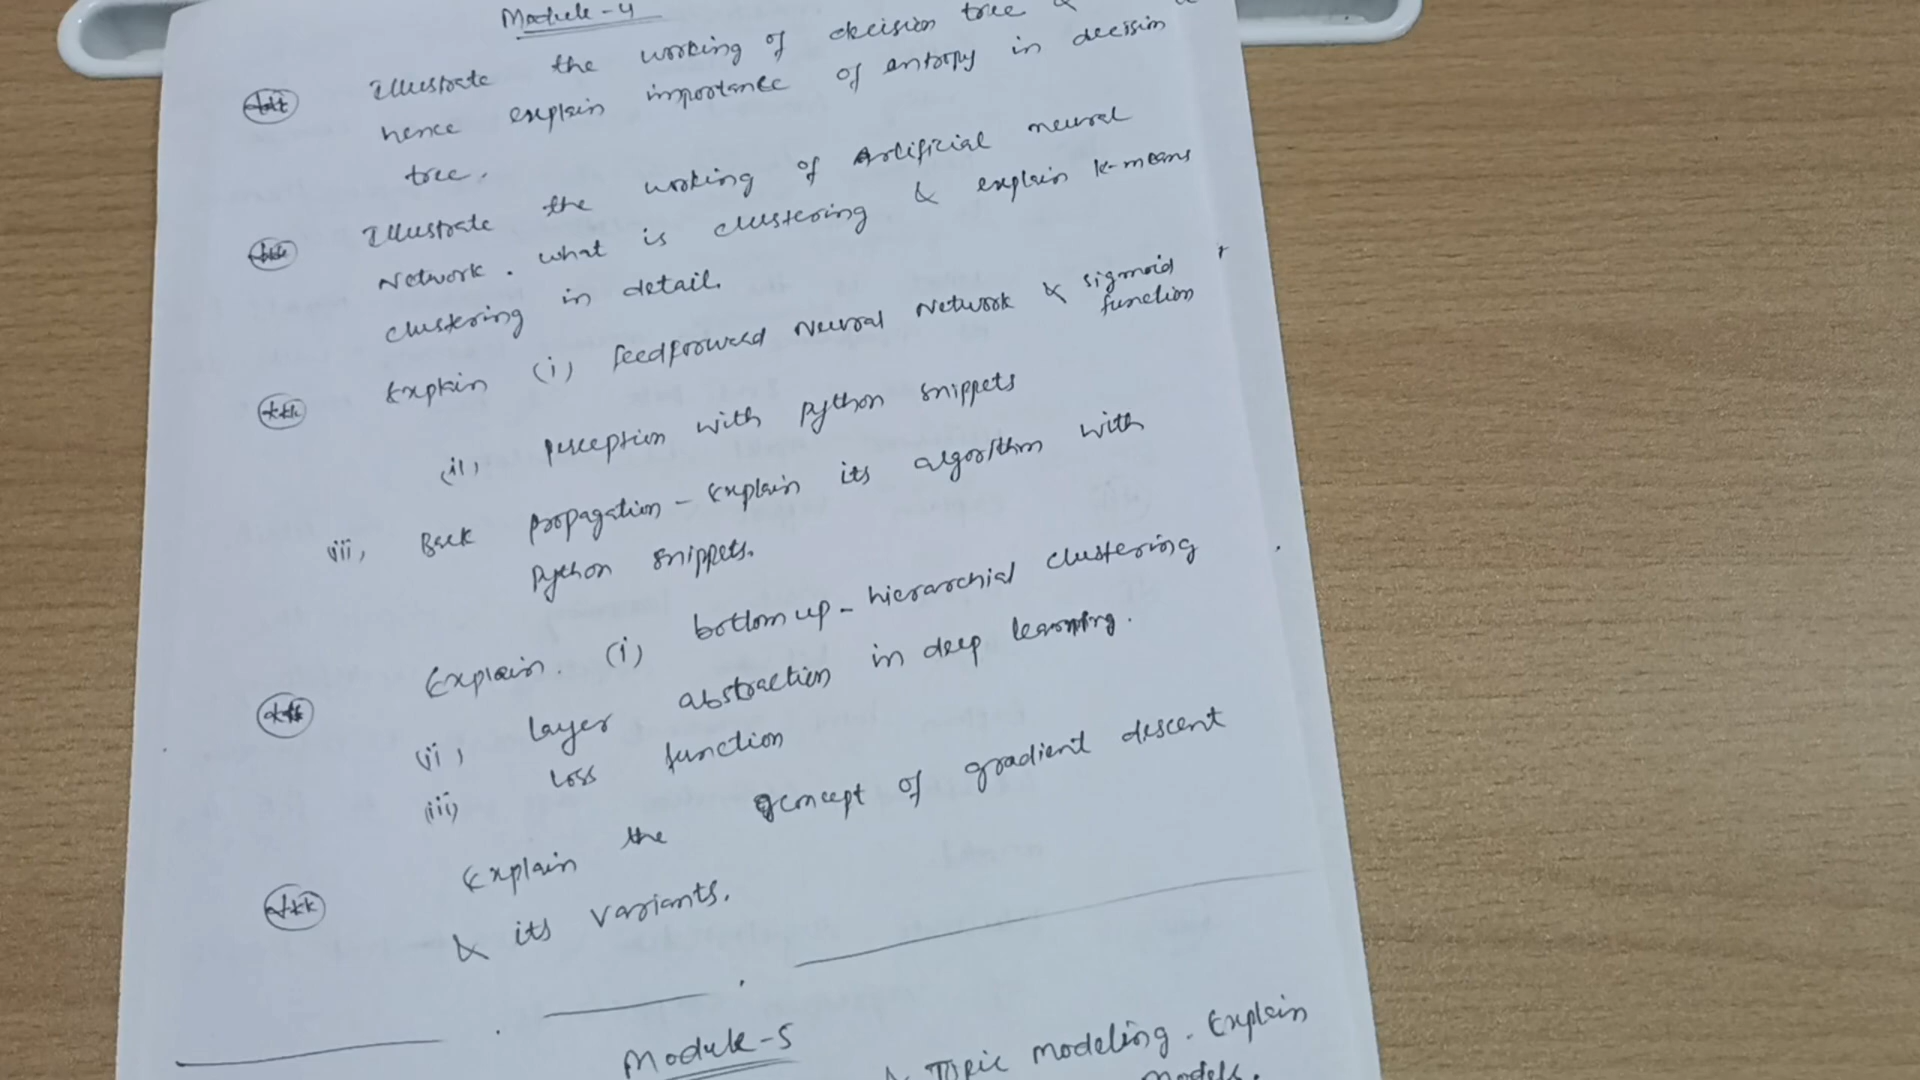 Module-4
Illustrate the working of decision tree &
hence explain importance of entropy in decision
tree.
Illustrate the working of Artificial neural
Network. What is clustering & explain k-means
clustering in detail.
Explain (i) feedforward Neural Network & sigmoid
function
(ii) perception with python snippets
iii) Back propagation - Explain its algorithm with
python snippets.
Explain. (i) bottom up - hierarchial clustering
(ii) layer abstraction in deep learning.
(iii) Loss function
Explain the concept of gradient descent
& its variants.
Module-5
Topic modeling. Explain
models.